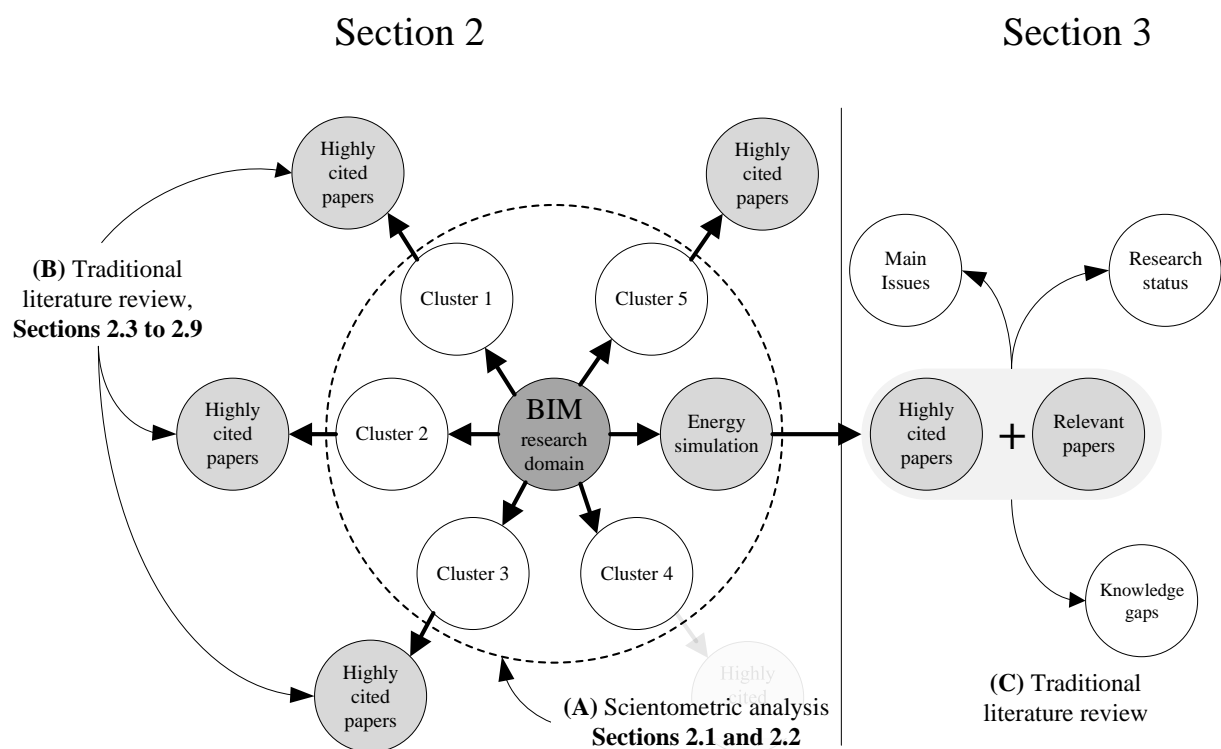 Section 2
Section 3
Highly
cited
papers
Highly
cited
papers
(B) Traditional
literature review,
Sections 2.3 to 2.9
Cluster 1
Cluster 5
Main
Issues
Research
status
Highly
cited
papers
Cluster 2
BIM
research
domain
Energy
simulation
Highly
cited
papers
+
Relevant
papers
Cluster 3
Cluster 4
Knowledge
gaps
Highly
cited
papers
Highly
cited
(A) Scientometric analysis
Sections 2.1 and 2.2
(C) Traditional
literature review